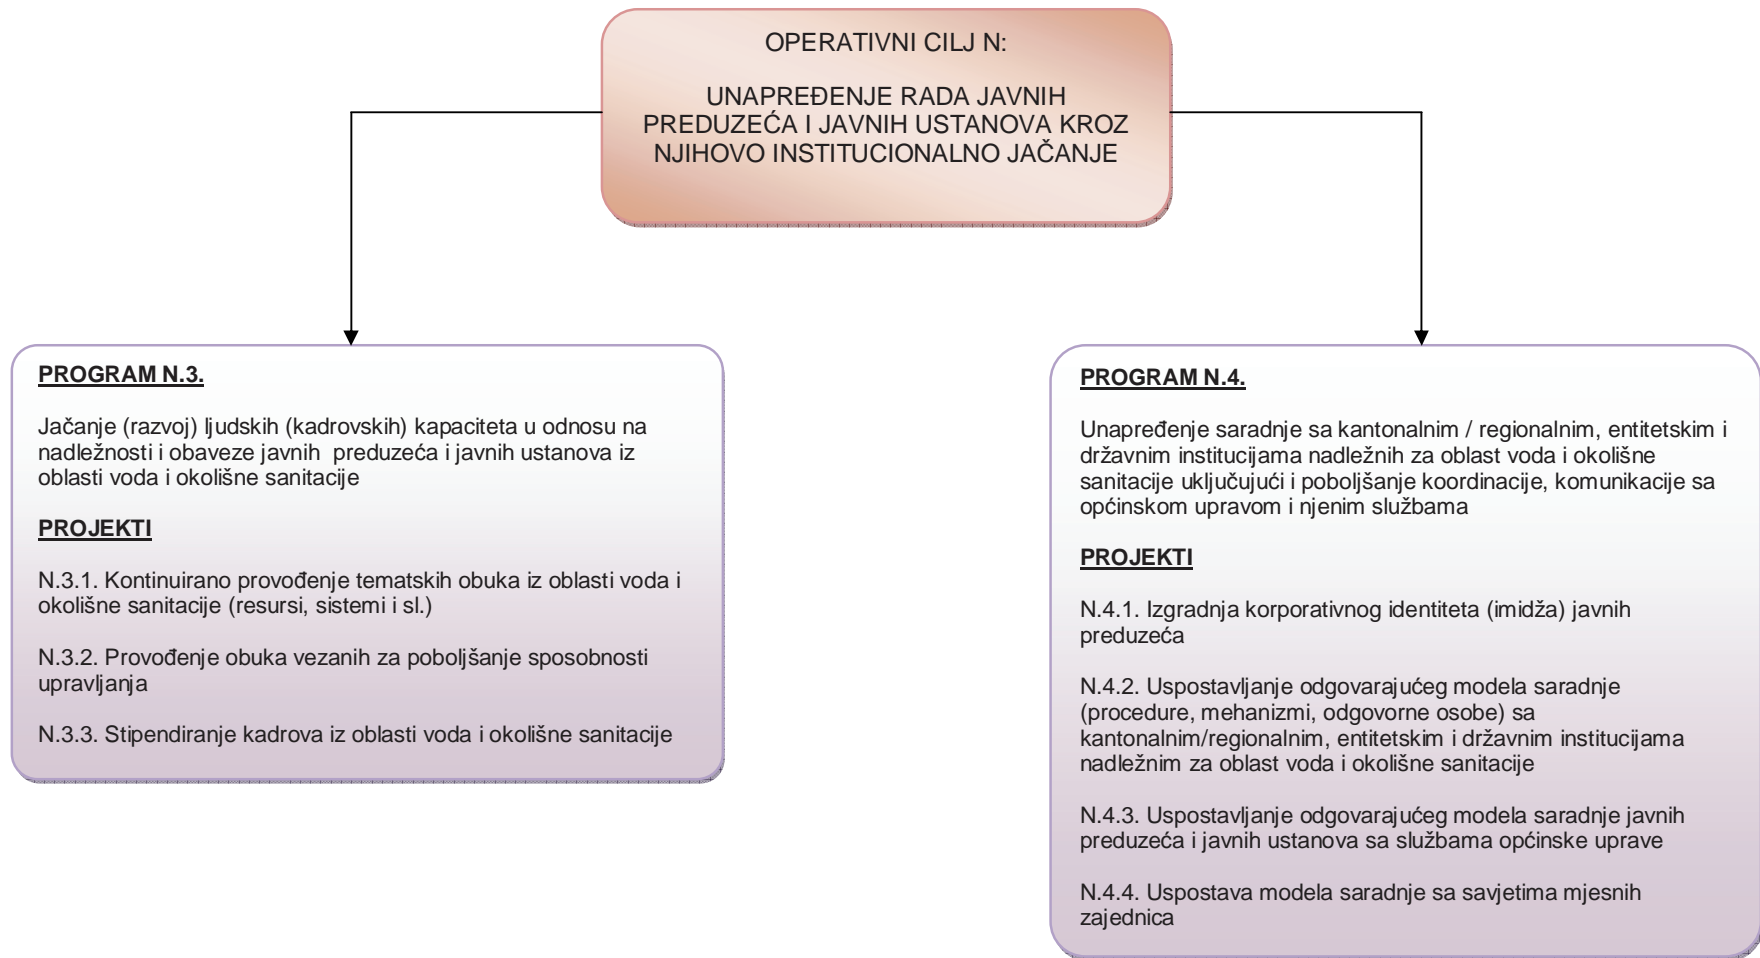 OPERATIVNI CILJ N:
UNAPREĐENJE RADA JAVNIH
PREDUZEĆA I JAVNIH USTANOVA KROZ
NJIHOVO INSTITUCIONALNO JAČANJE
PROGRAM N.3.
Jačanje (razvoj) ljudskih (kadrovskih) kapaciteta u odnosu na
nadležnosti i obaveze javnih preduzeća i javnih ustanova iz
oblasti voda i okolišne sanitacije
PROJEKTI
N.3.1. Kontinuirano provođenje tematskih obuka iz oblasti voda i
okolišne sanitacije (resursi, sistemi i sl.)
N.3.2. Provođenje obuka vezanih za poboljšanje sposobnosti
upravljanja
N.3.3. Stipendiranje kadrova iz oblasti voda i okolišne sanitacije
PROGRAM N.4.
Unapređenje saradnje sa kantonalnim / regionalnim, entitetskim i
državnim institucijama nadležnih za oblast voda i okolišne
sanitacije uključujući i poboljšanje koordinacije, komunikacije sa
općinskom upravom i njenim službama
PROJEKTI
N.4.1. Izgradnja korporativnog identiteta (imidža) javnih
preduzeća
N.4.2. Uspostavljanje odgovarajućeg modela saradnje
(procedure, mehanizmi, odgovorne osobe) sa
kantonalnim/regionalnim, entitetskim i državnim institucijama
nadležnim za oblast voda i okolišne sanitacije
N.4.3. Uspostavljanje odgovarajućeg modela saradnje javnih
preduzeća i javnih ustanova sa službama općinske uprave
N.4.4. Uspostava modela saradnje sa savjetima mjesnih
zajednica